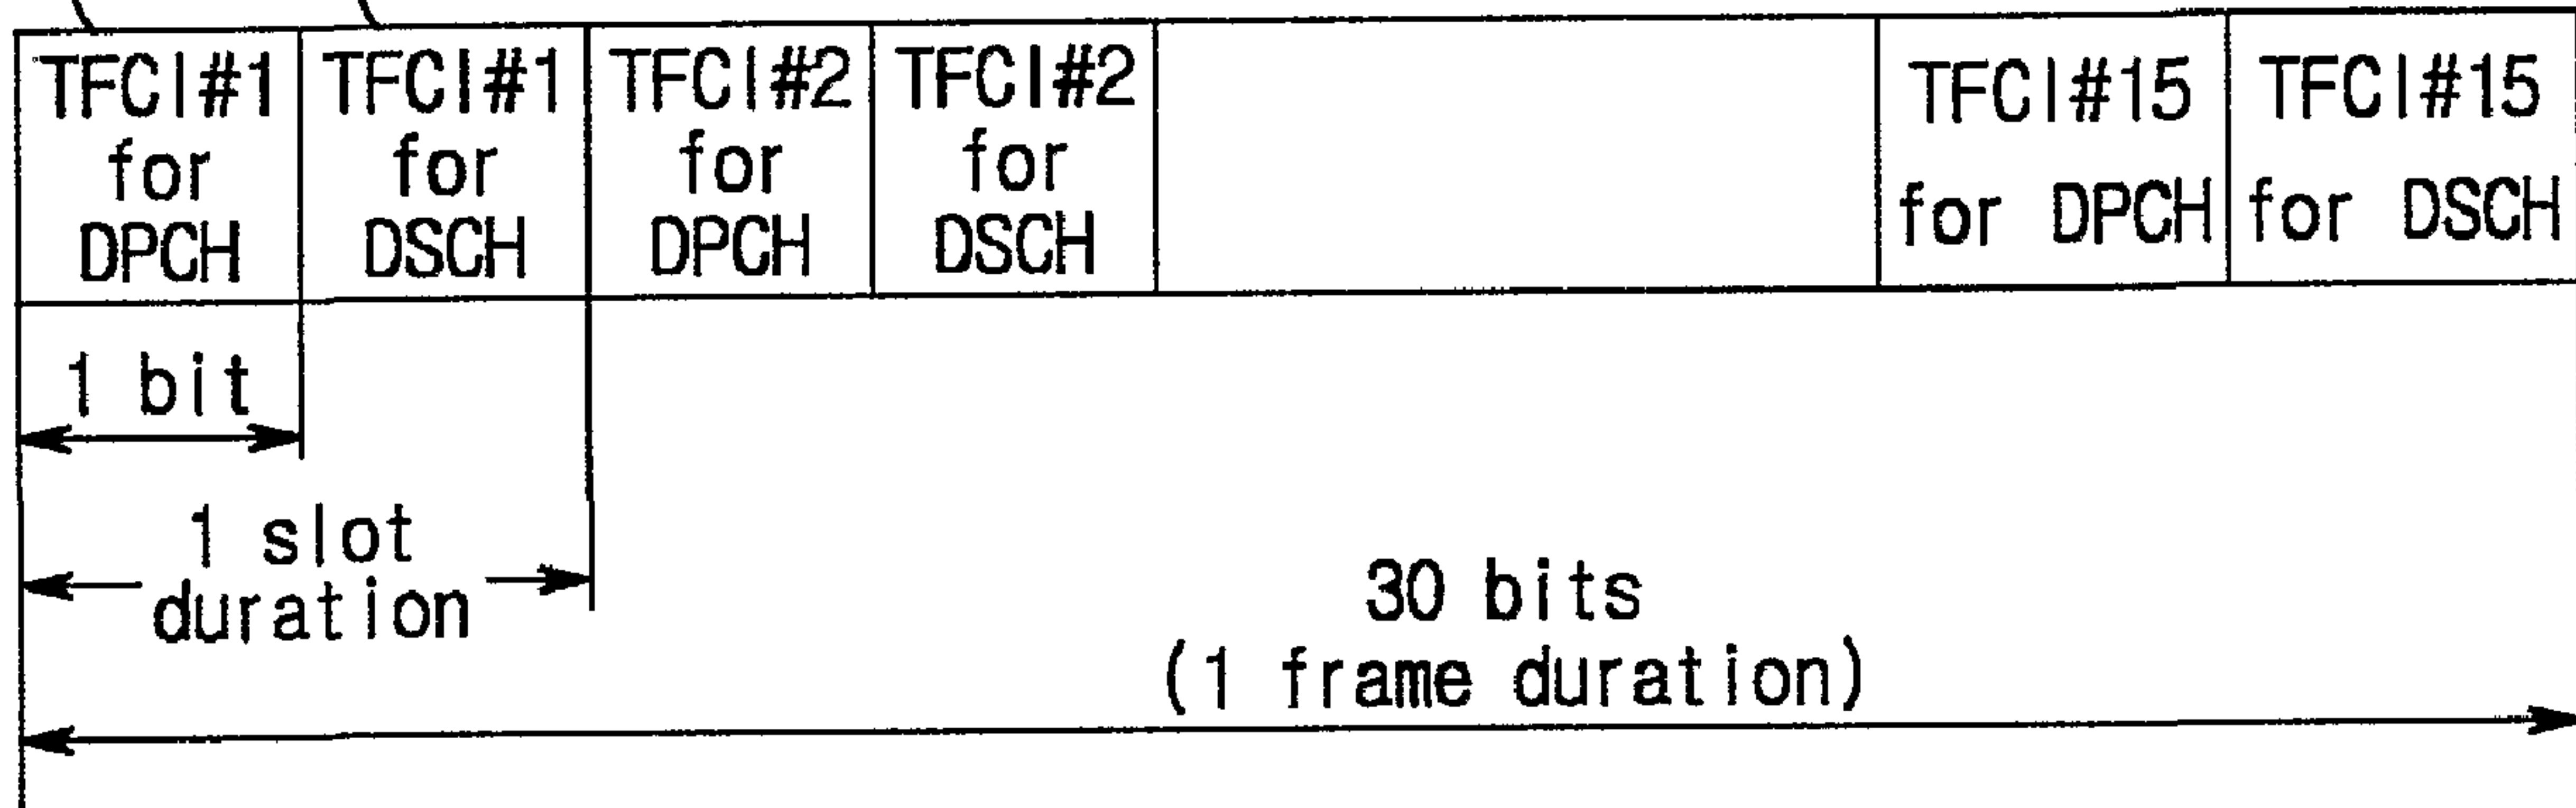 TFCI#1
for
DPCH
TFCI#1
for
DSCH
TFCI#2
for
DPCH
TFCI#2
for
DSCH
TFCI#15
for DPCH
TFCI#15
for DSCH
1 bit
1 slot
duration
30 bits
(1 frame duration)